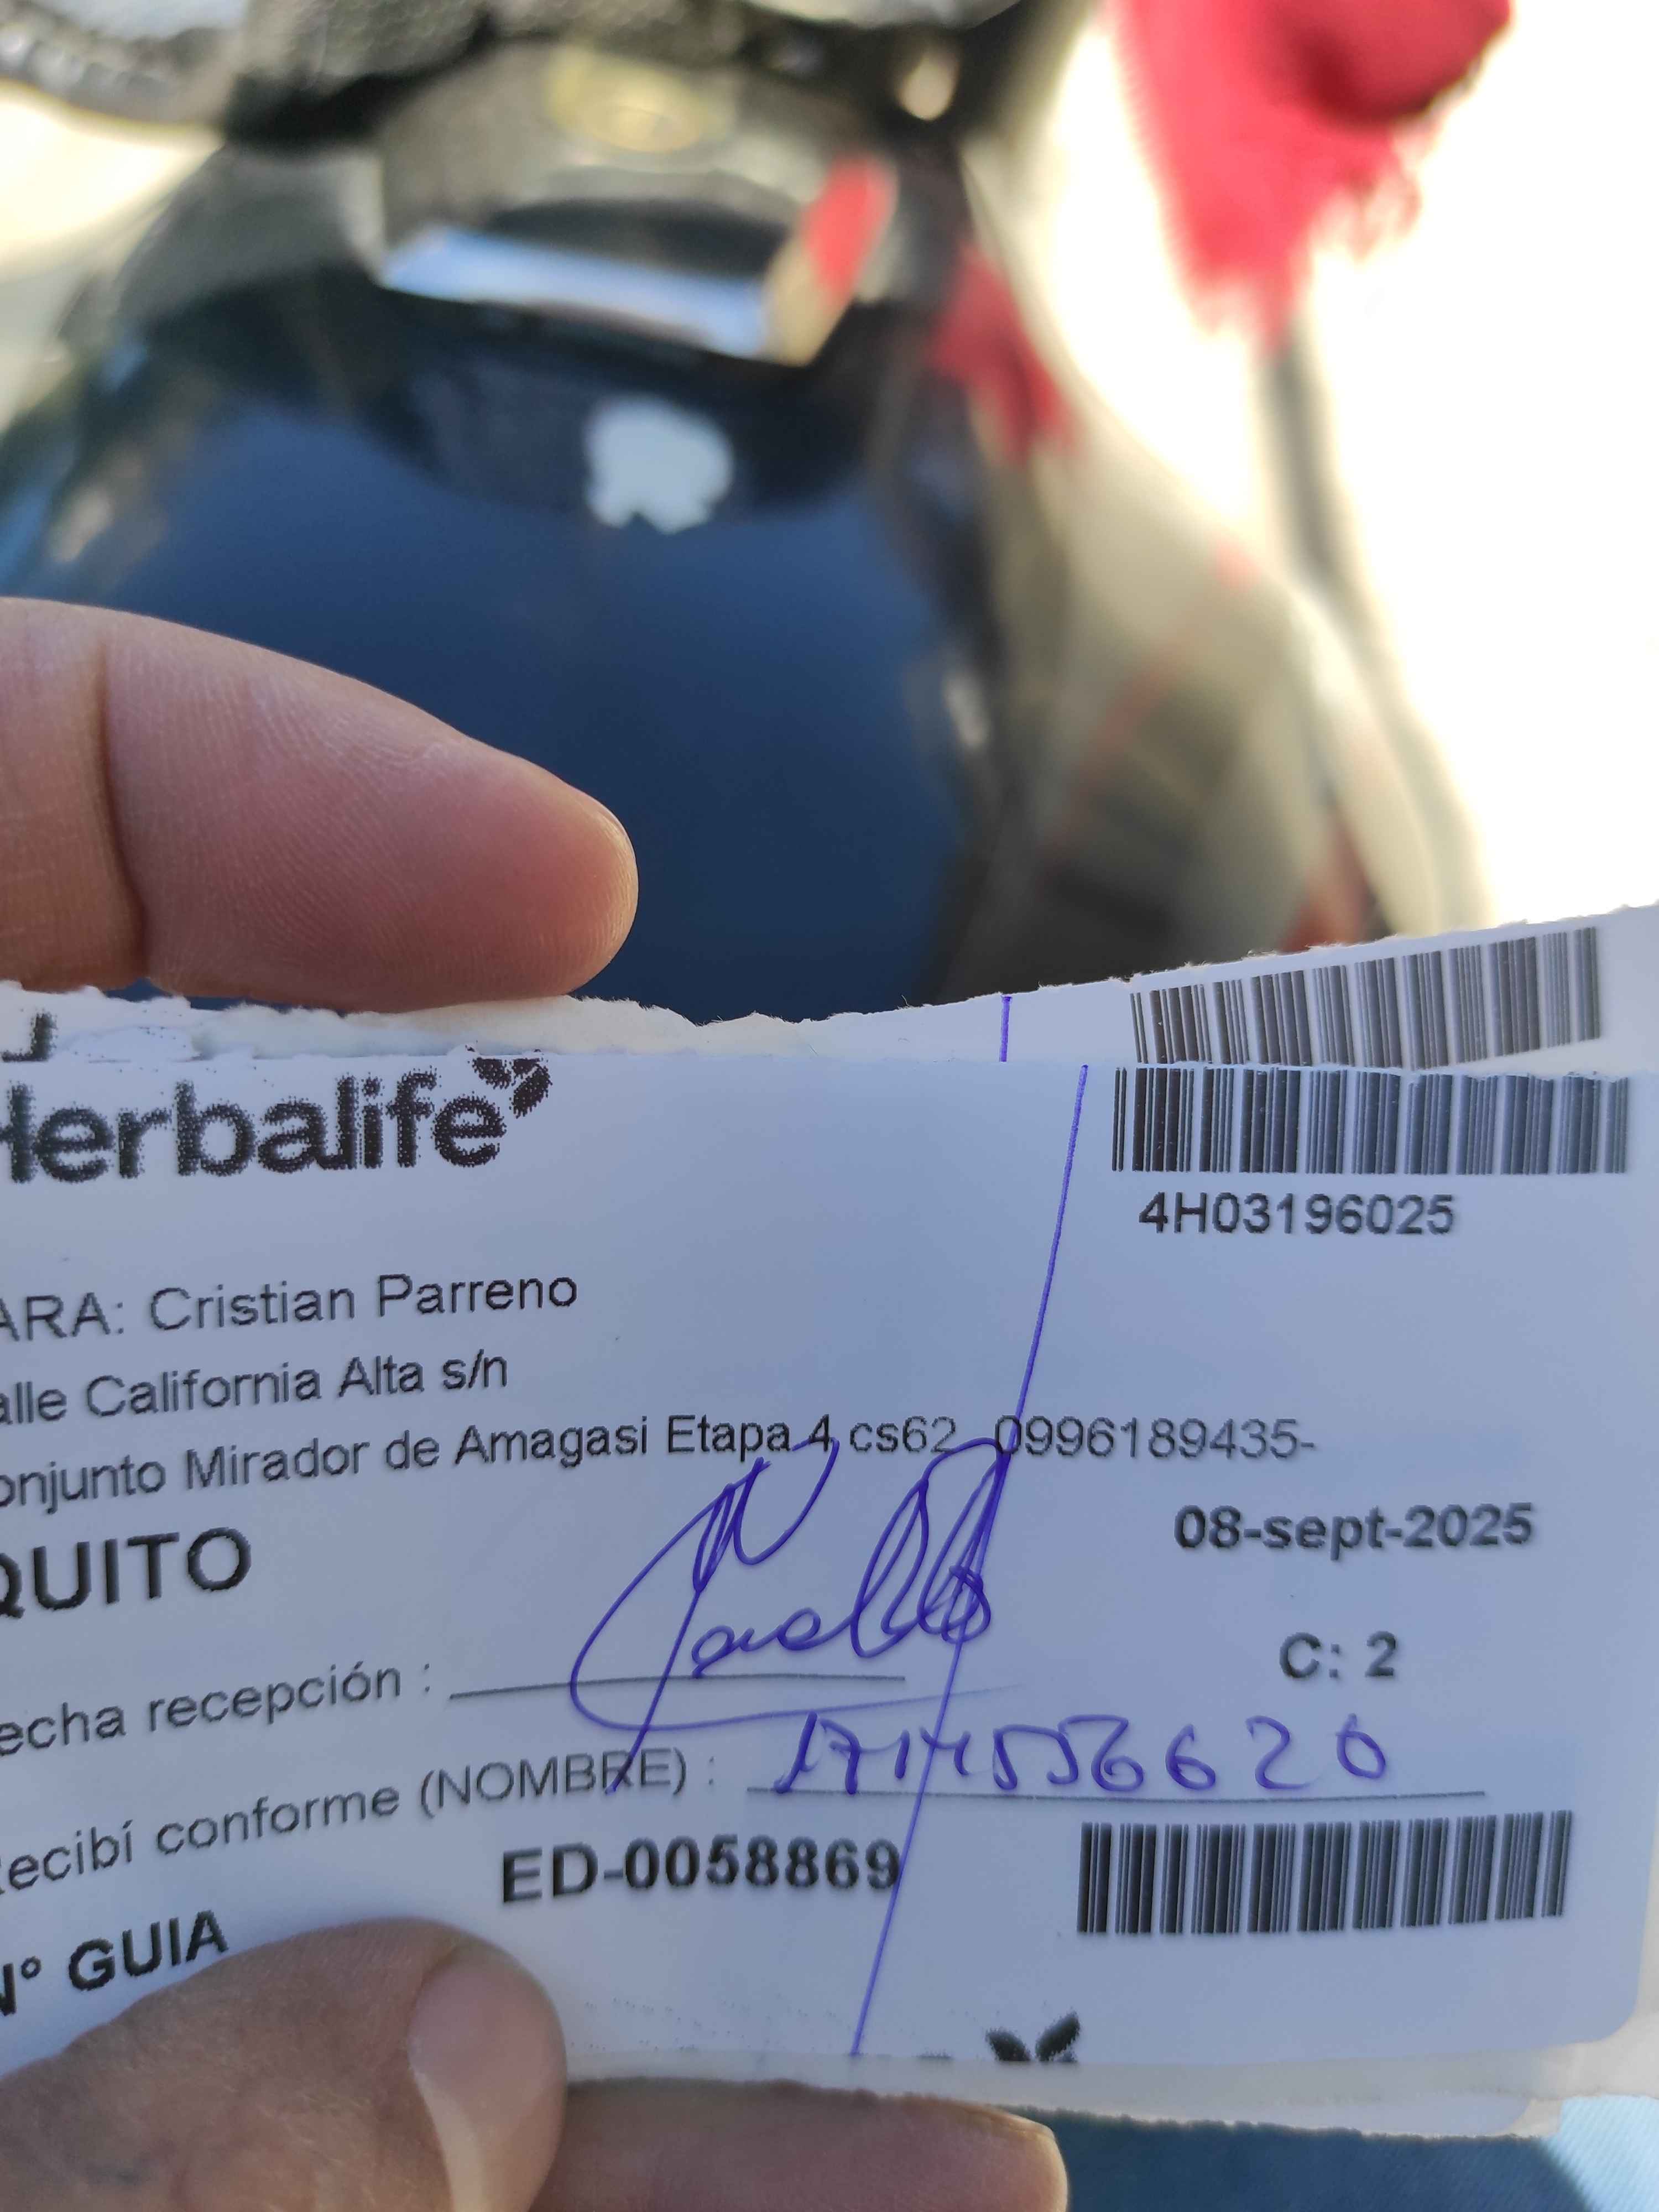 Herbalife
4H03196025
ARA: Cristian Parreno
alle California Alta s/n
onjunto Mirador de Amagasi Etapa 4 cs62 0996189435-
QUITO
08-sept-2025
echa recepción :
C: 2
ecibí conforme (NOMBRE) : 1714556620
ED-0058869
N° GUIA